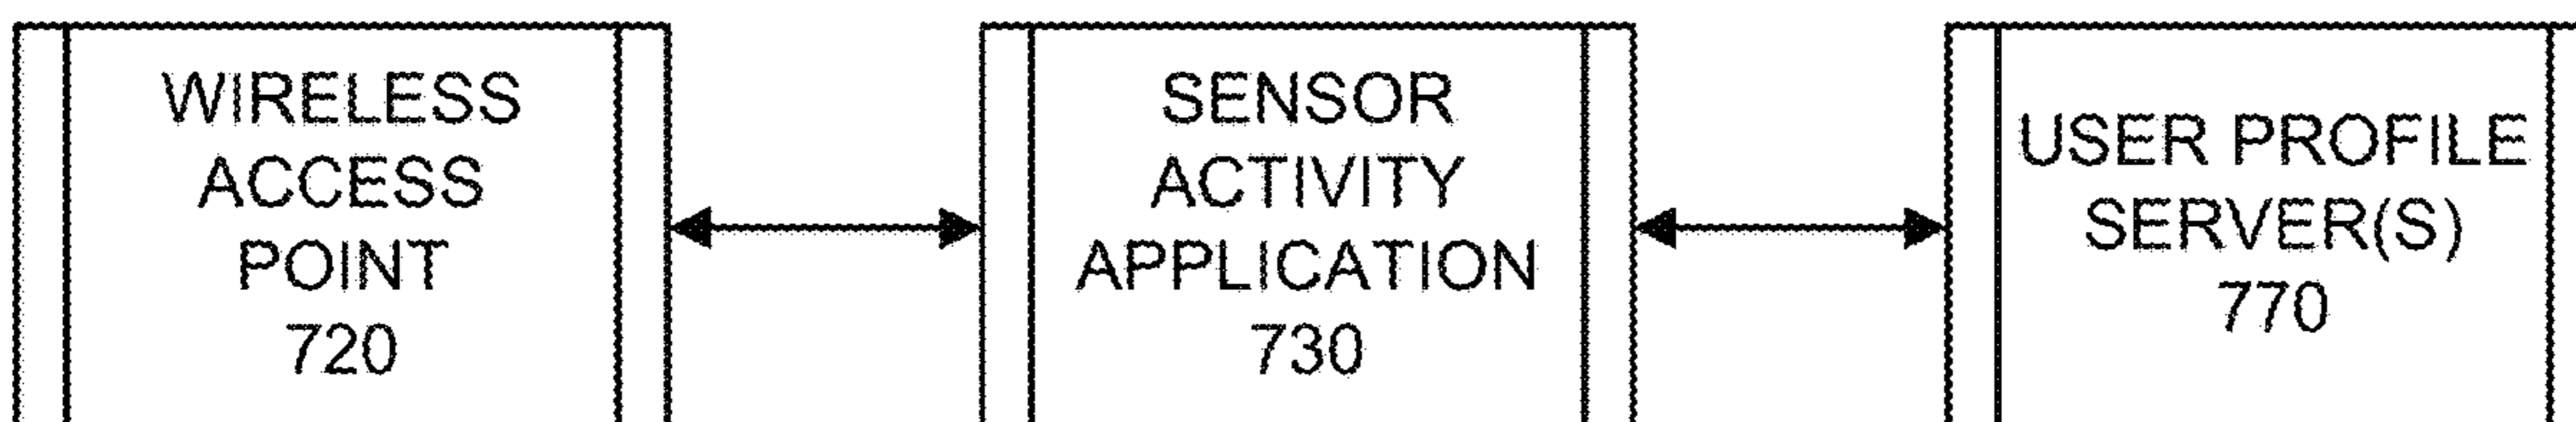 WIRELESS
ACCESS
POINT
720
SENSOR
ACTIVITY
APPLICATION
730
USER PROFILE
SERVER(S)
770